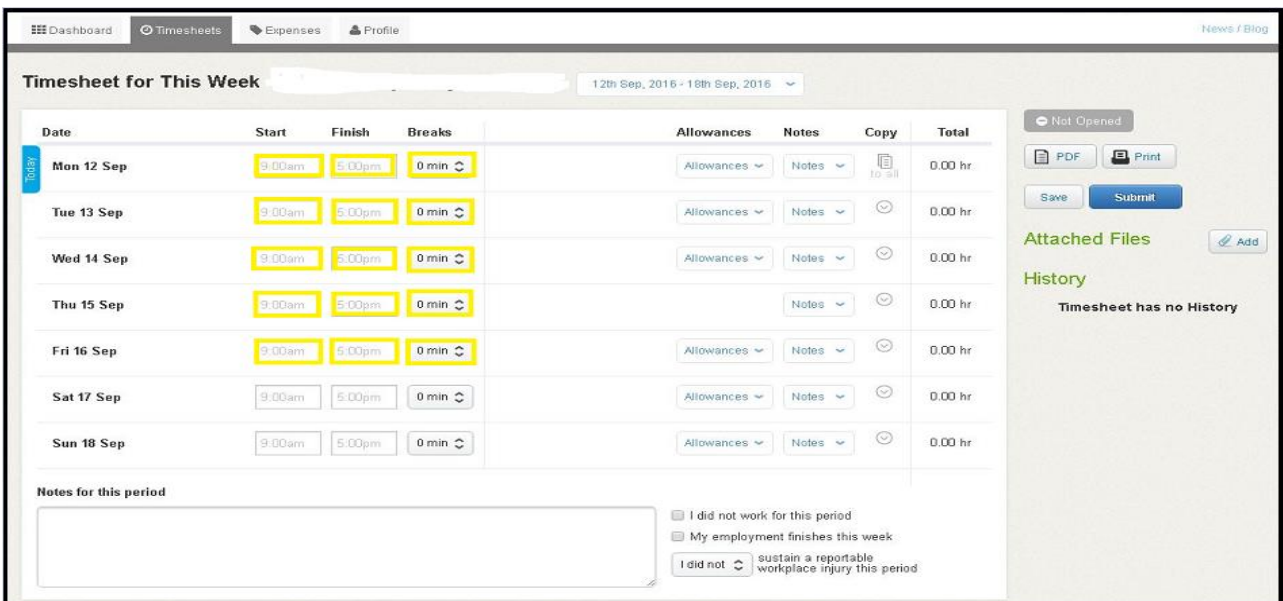 Dashboard Timesheets Expenses Profile News / Blog
Timesheet for This Week 12th Sep, 2016 - 18th Sep, 2016
Not Opened
Date Start Finish Breaks Allowances Notes Copy Total
Today Mon 12 Sep 9:00am 5:00pm 0 min Allowances Notes to all 0.00 hr
PDF Print
Tue 13 Sep 9:00am 5:00pm 0 min Allowances Notes 0.00 hr
Save Submit
Attached Files Add
Wed 14 Sep 9:00am 5:00pm 0 min Allowances Notes 0.00 hr
History
Thu 15 Sep 9:00am 5:00pm 0 min Notes 0.00 hr
Timesheet has no History
Fri 16 Sep 9:00am 5:00pm 0 min Allowances Notes 0.00 hr
Sat 17 Sep 9:00am 5:00pm 0 min Allowances Notes 0.00 hr
Sun 18 Sep 9:00am 5:00pm 0 min Allowances Notes 0.00 hr
Notes for this period
I did not work for this period
My employment finishes this week
I did not sustain a reportable
workplace injury this period